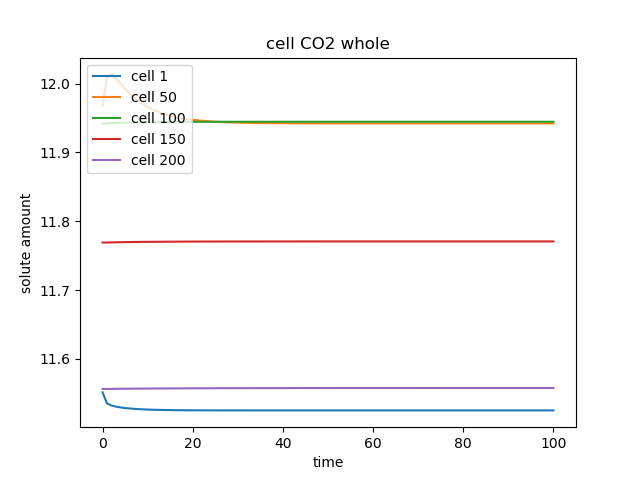 cell CO2 whole
12.0
11.9
11.8
11.7
11.6
solute amount
cell 1
cell 50
cell 100
cell 150
cell 200
0
20
40
60
80
100
time